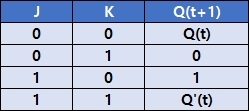 J K Q(t+1)
0 0 Q(t)
0 1 0
1 0 1
1 1 Q'(t)